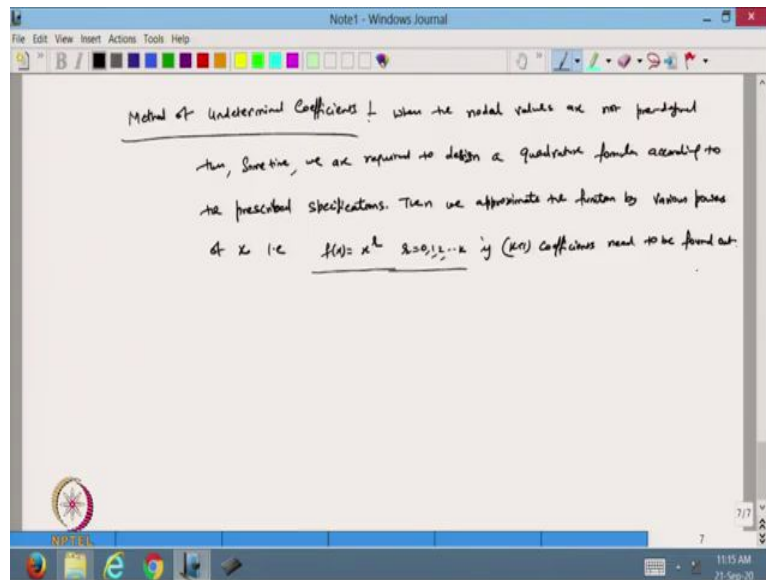 Note1 - Windows Journal
File Edit View Insert Actions Tools Help
B I
Method of Undetermined Coefficients :- when the nodal values are not predefined
then, Sometime, we are required to design a quadrature formula according to
the prescribed specifications. Then we approximate the function by various powers
of x i.e f(x) = x^r r=0,1,2...k if (k+1) coefficients need to be found out.
NPTEL
7/7
7
11:15 AM
21-Sep-20